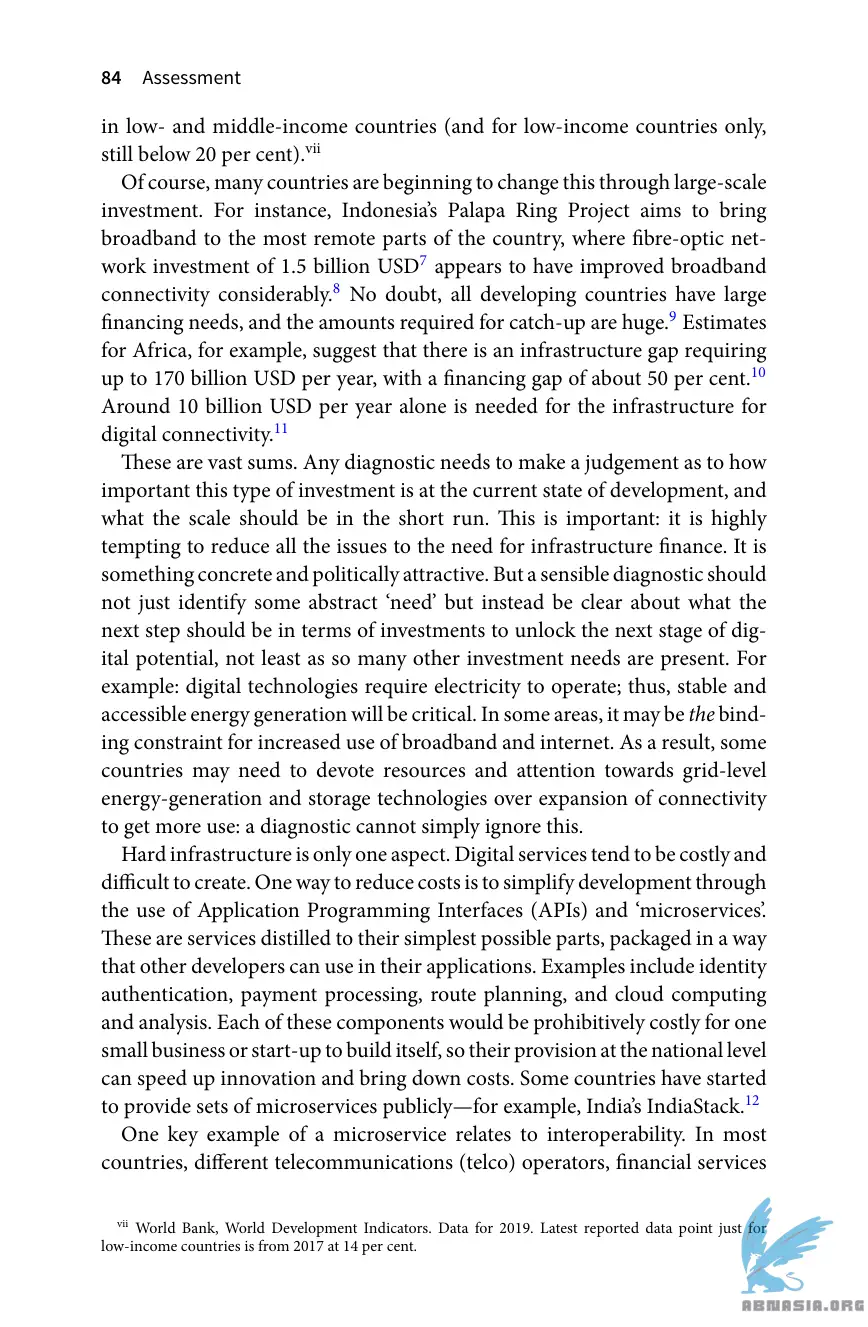 84 Assessment
in low- and middle-income countries (and for low-income countries only,
still below 20 per cent).vii
Of course, many countries are beginning to change this through large-scale
investment. For instance, Indonesia’s Palapa Ring Project aims to bring
broadband to the most remote parts of the country, where fibre-optic net-
work investment of 1.5 billion USD7 appears to have improved broadband
connectivity considerably.8 No doubt, all developing countries have large
financing needs, and the amounts required for catch-up are huge.9 Estimates
for Africa, for example, suggest that there is an infrastructure gap requiring
up to 170 billion USD per year, with a financing gap of about 50 per cent.10
Around 10 billion USD per year alone is needed for the infrastructure for
digital connectivity.11
These are vast sums. Any diagnostic needs to make a judgement as to how
important this type of investment is at the current state of development, and
what the scale should be in the short run. This is important: it is highly
tempting to reduce all the issues to the need for infrastructure finance. It is
something concrete and politically attractive. But a sensible diagnostic should
not just identify some abstract ‘need’ but instead be clear about what the
next step should be in terms of investments to unlock the next stage of dig-
ital potential, not least as so many other investment needs are present. For
example: digital technologies require electricity to operate; thus, stable and
accessible energy generation will be critical. In some areas, it may be the bind-
ing constraint for increased use of broadband and internet. As a result, some
countries may need to devote resources and attention towards grid-level
energy-generation and storage technologies over expansion of connectivity
to get more use: a diagnostic cannot simply ignore this.
Hard infrastructure is only one aspect. Digital services tend to be costly and
difficult to create. One way to reduce costs is to simplify development through
the use of Application Programming Interfaces (APIs) and ‘microservices’.
These are services distilled to their simplest possible parts, packaged in a way
that other developers can use in their applications. Examples include identity
authentication, payment processing, route planning, and cloud computing
and analysis. Each of these components would be prohibitively costly for one
small business or start-up to build itself, so their provision at the national level
can speed up innovation and bring down costs. Some countries have started
to provide sets of microservices publicly—for example, India’s IndiaStack.12
One key example of a microservice relates to interoperability. In most
countries, different telecommunications (telco) operators, financial services
vii World Bank, World Development Indicators. Data for 2019. Latest reported data point just for
low-income countries is from 2017 at 14 per cent.
ABNASIA.ORG